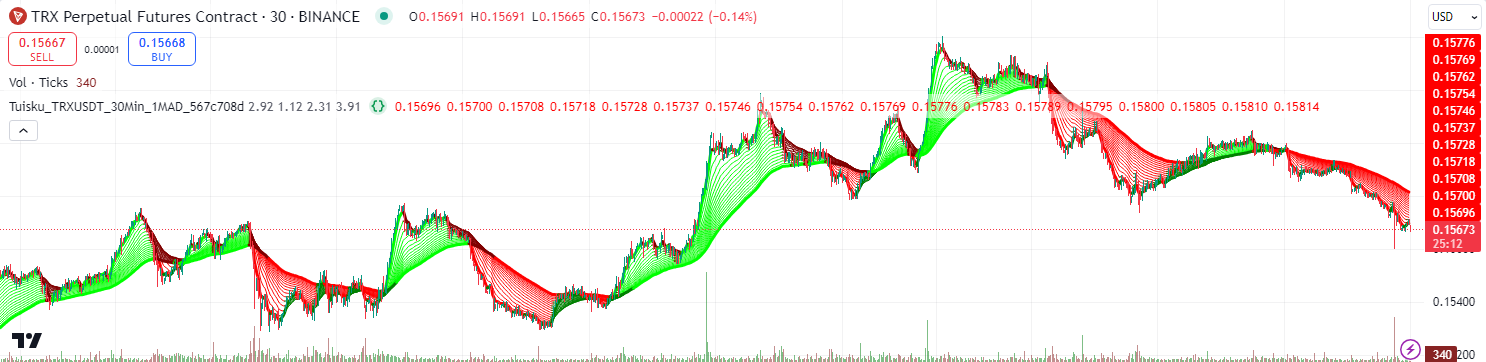 TRX Perpetual Futures Contract · 30 · BINANCE O0.15691 H0.15691 L0.15665 C0.15673 −0.00022 (−0.14%)
USD
0.15667 SELL
0.00001
0.15668 BUY
Vol · Ticks 340
Tuisku_TRXUSDT_30Min_1MAD_567c708d 2.92 1.12 2.31 3.91 {} 0.15696 0.15700 0.15708 0.15718 0.15728 0.15737 0.15746 0.15754 0.15762 0.15769 0.15776 0.15783 0.15789 0.15795 0.15800 0.15805 0.15810 0.15814
0.15776
0.15769
0.15762
0.15754
0.15746
0.15737
0.15728
0.15718
0.15708
0.15700
0.15696
0.15673
25:12
0.15400
340